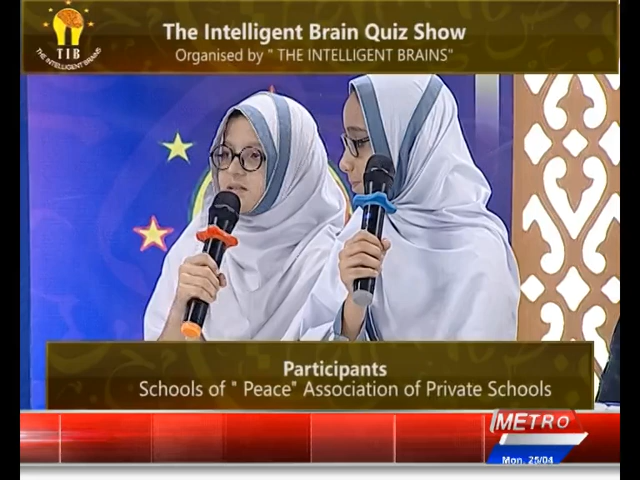 TIB
THE INTELLIGENT BRAINS
The Intelligent Brain Quiz Show
Organised by " THE INTELLIGENT BRAINS"
Participants
Schools of " Peace" Association of Private Schools
METRO
Mon. 25/04